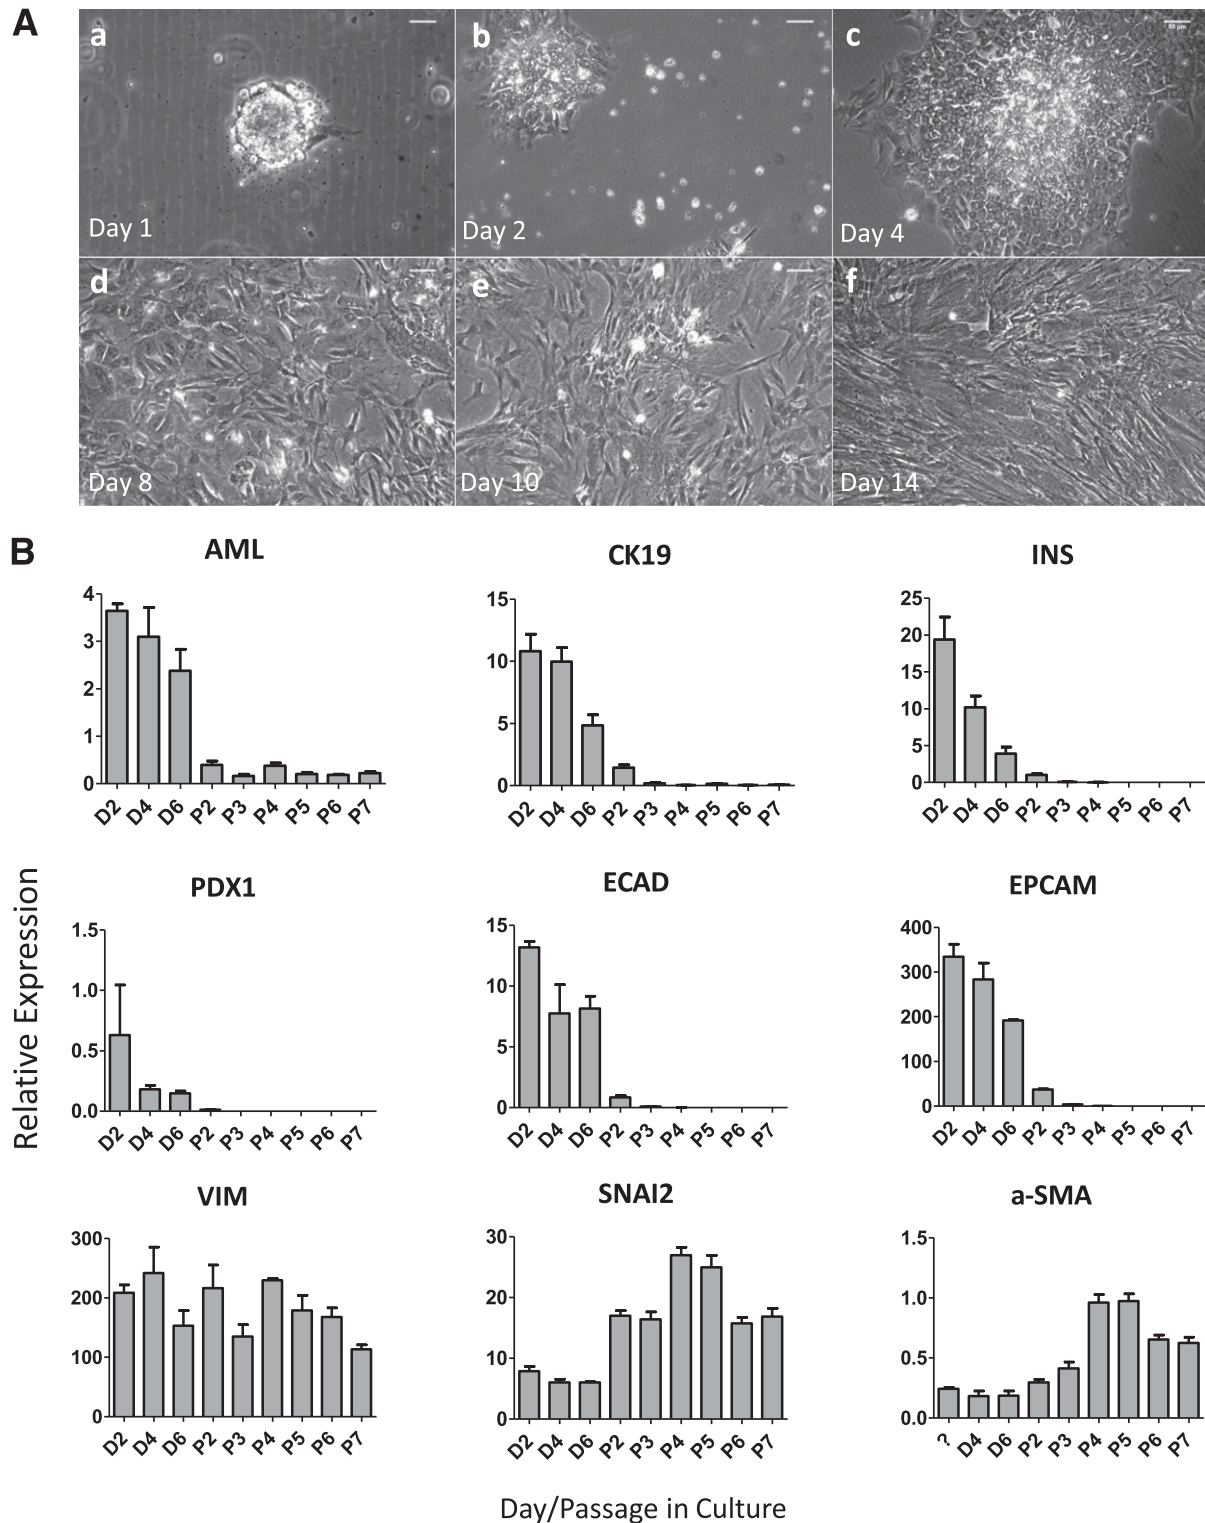 A
a
b
c
80 µm
Day 1
Day 2
Day 4
d
e
f
Day 8
Day 10
Day 14
B
AML
4
3
2
1
0
D2 D4 D6 P2 P3 P4 P5 P6 P7
CK19
15
10
5
0
D2 D4 D6 P2 P3 P4 P5 P6 P7
INS
25
20
15
10
5
0
D2 D4 D6 P2 P3 P4 P5 P6 P7
Relative Expression
PDX1
1.5
1.0
0.5
0.0
D2 D4 D6 P2 P3 P4 P5 P6 P7
ECAD
15
10
5
0
D2 D4 D6 P2 P3 P4 P5 P6 P7
EPCAM
400
300
200
100
0
D2 D4 D6 P2 P3 P4 P5 P6 P7
VIM
300
200
100
0
D2 D4 D6 P2 P3 P4 P5 P6 P7
SNAI2
30
20
10
0
D2 D4 D6 P2 P3 P4 P5 P6 P7
a-SMA
1.5
1.0
0.5
0.0
? D4 D6 P2 P3 P4 P5 P6 P7
Day/Passage in Culture